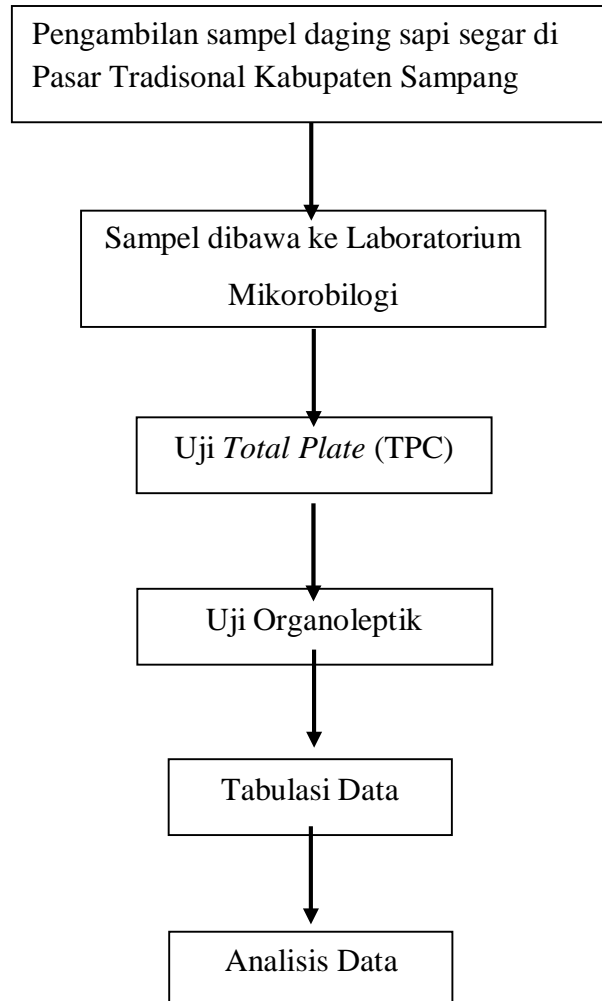 Pengambilan sampel daging sapi segar di
Pasar Tradisonal Kabupaten Sampang
Sampel dibawa ke Laboratorium
Mikorobilogi
Uji Total Plate (TPC)
Uji Organoleptik
Tabulasi Data
Analisis Data